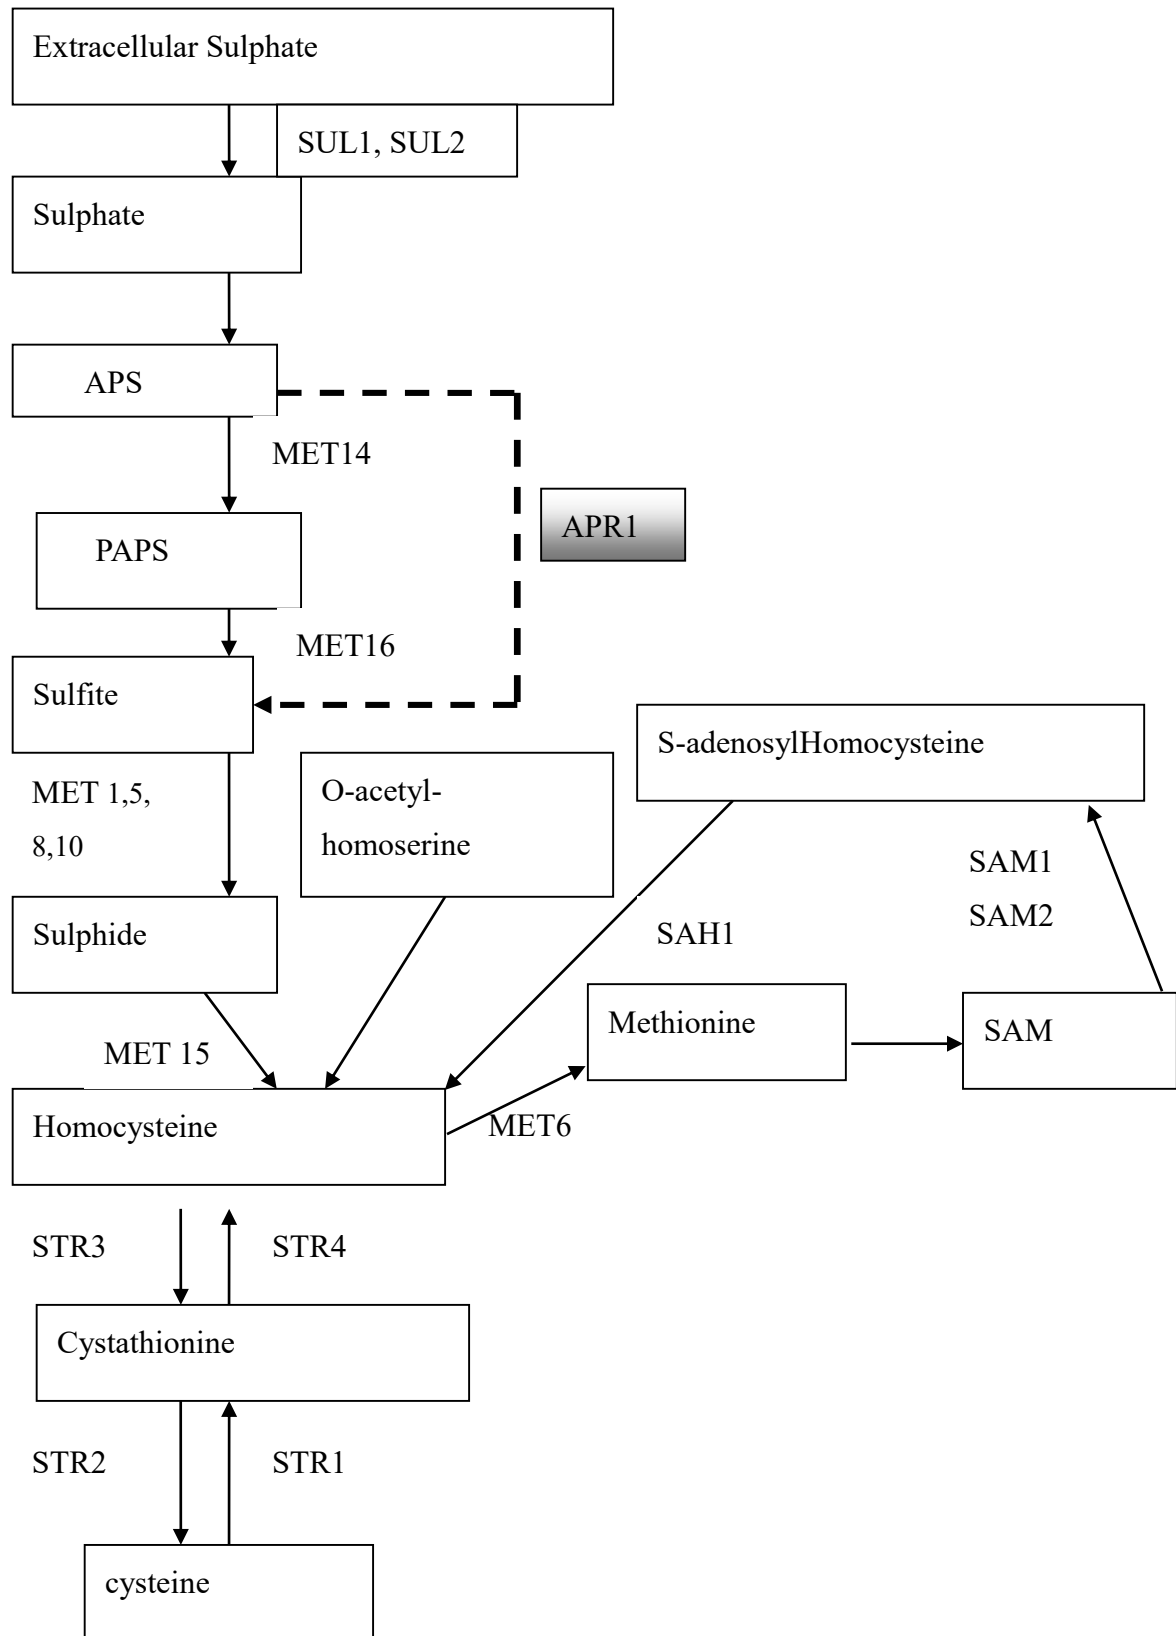 Extracellular Sulphate
SUL1, SUL2
Sulphate
APS
MET14
APR1
PAPS
MET16
Sulfite
S-adenosylHomocysteine
MET 1,5,
8,10
O-acetyl-
homoserine
SAM1
SAM2
Sulphide
SAH1
Methionine
SAM
MET 15
Homocysteine
MET6
STR3
STR4
Cystathionine
STR2
STR1
cysteine